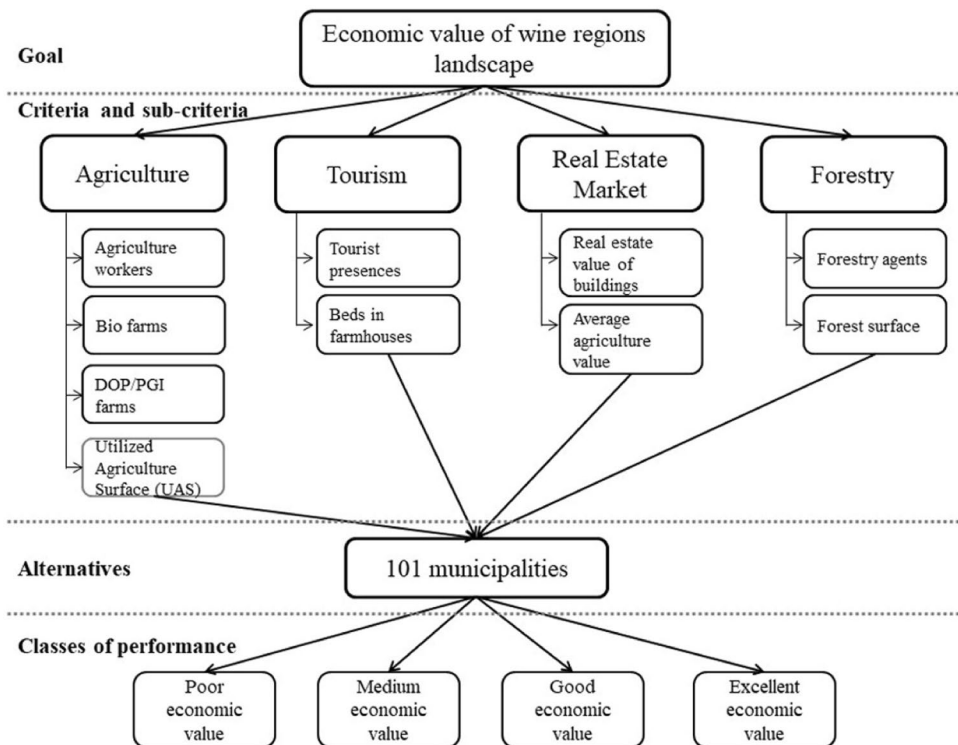 Goal
Economic value of wine regions
landscape
Criteria and sub-criteria
Agriculture
Tourism
Real Estate
Market
Forestry
Agriculture
workers
Bio farms
DOP/PGI
farms
Utilized
Agriculture
Surface (UAS)
Tourist
presences
Beds in
farmhouses
Real estate
value of
buildings
Average
agriculture
value
Forestry agents
Forest surface
Alternatives
101 municipalities
Classes of performance
Poor
economic
value
Medium
economic
value
Good
economic
value
Excellent
economic
value